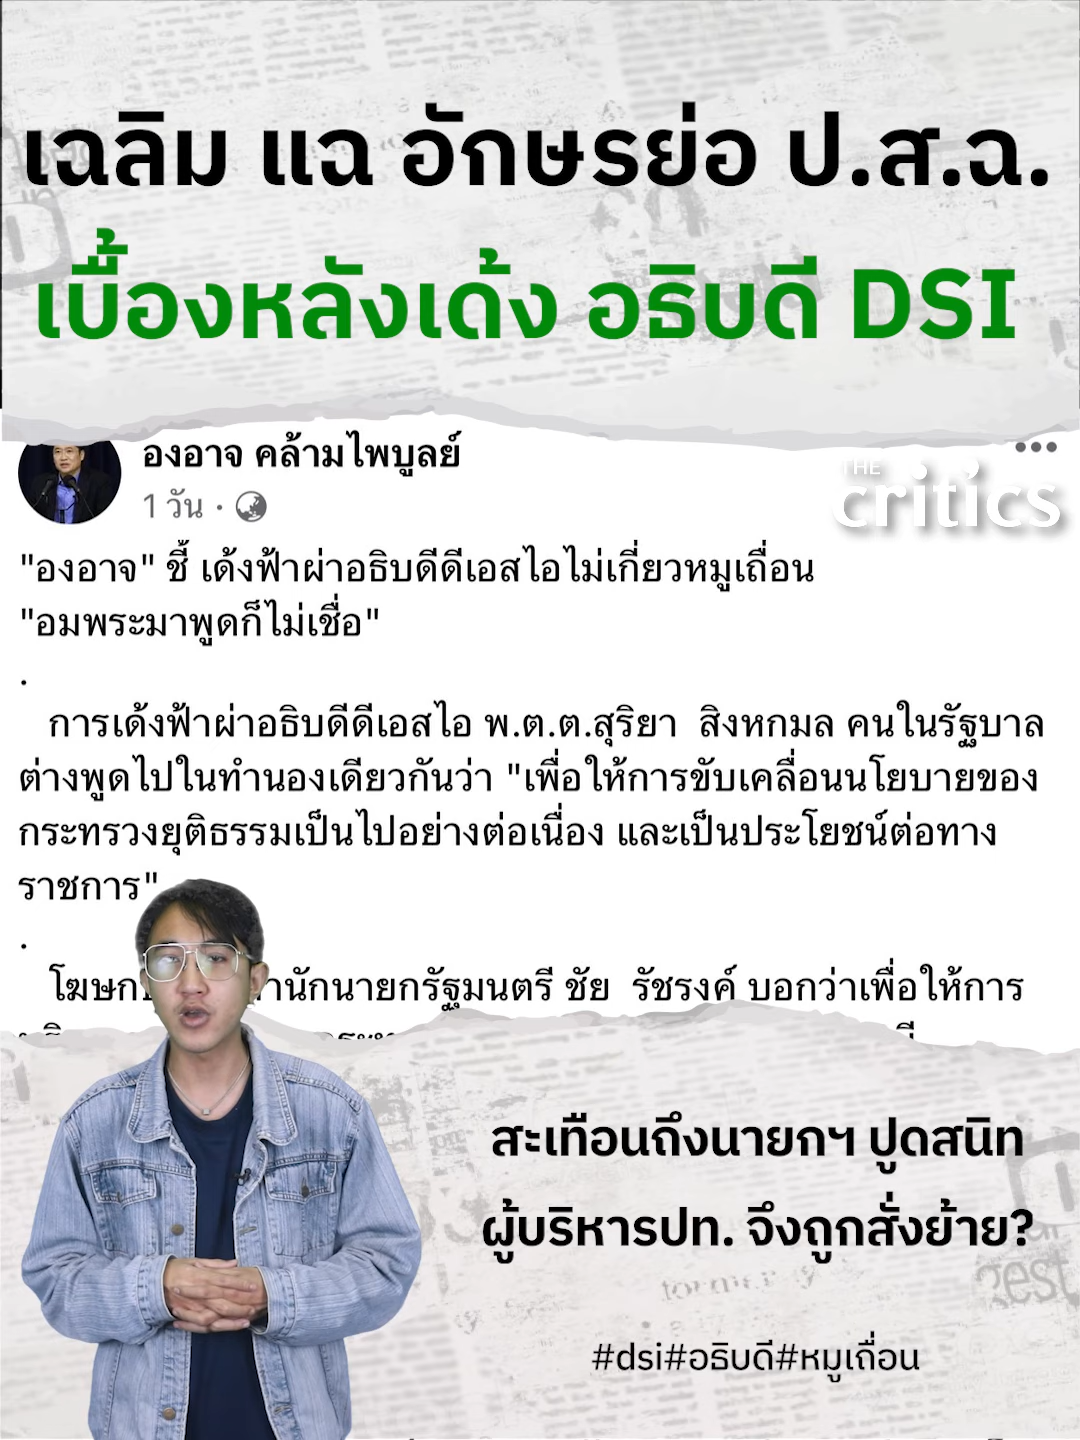 เฉลิม แฉ อักษรย่อ ป.ส.ฉ.
เบื้องหลังเด้ง อธิบดี DSI
องอาจ คล้ามไพบูลย์
1 วัน ·
THE
critics
"องอาจ" ชี้ เด้งฟ้าผ่าอธิบดีดีเอสไอไม่เกี่ยวหมูเถื่อน
"อมพระมาพูดก็ไม่เชื่อ"
.
การเด้งฟ้าผ่าอธิบดีดีเอสไอ พ.ต.ต.สุริยา สิงหกมล คนในรัฐบาล
ต่างพูดไปในทำนองเดียวกันว่า "เพื่อให้การขับเคลื่อนนโยบายของ
กระทรวงยุติธรรมเป็นไปอย่างต่อเนื่อง และเป็นประโยชน์ต่อทาง
ราชการ"
.
านักนายกรัฐมนตรี ชัย รัชรงค์ บอกว่าเพื่อให้การ
สะเทือนถึงนายกฯ ปูดสนิท
ผู้บริหารปท. จึงถูกสั่งย้าย?
#dsi#อธิบดี#หมูเถื่อน